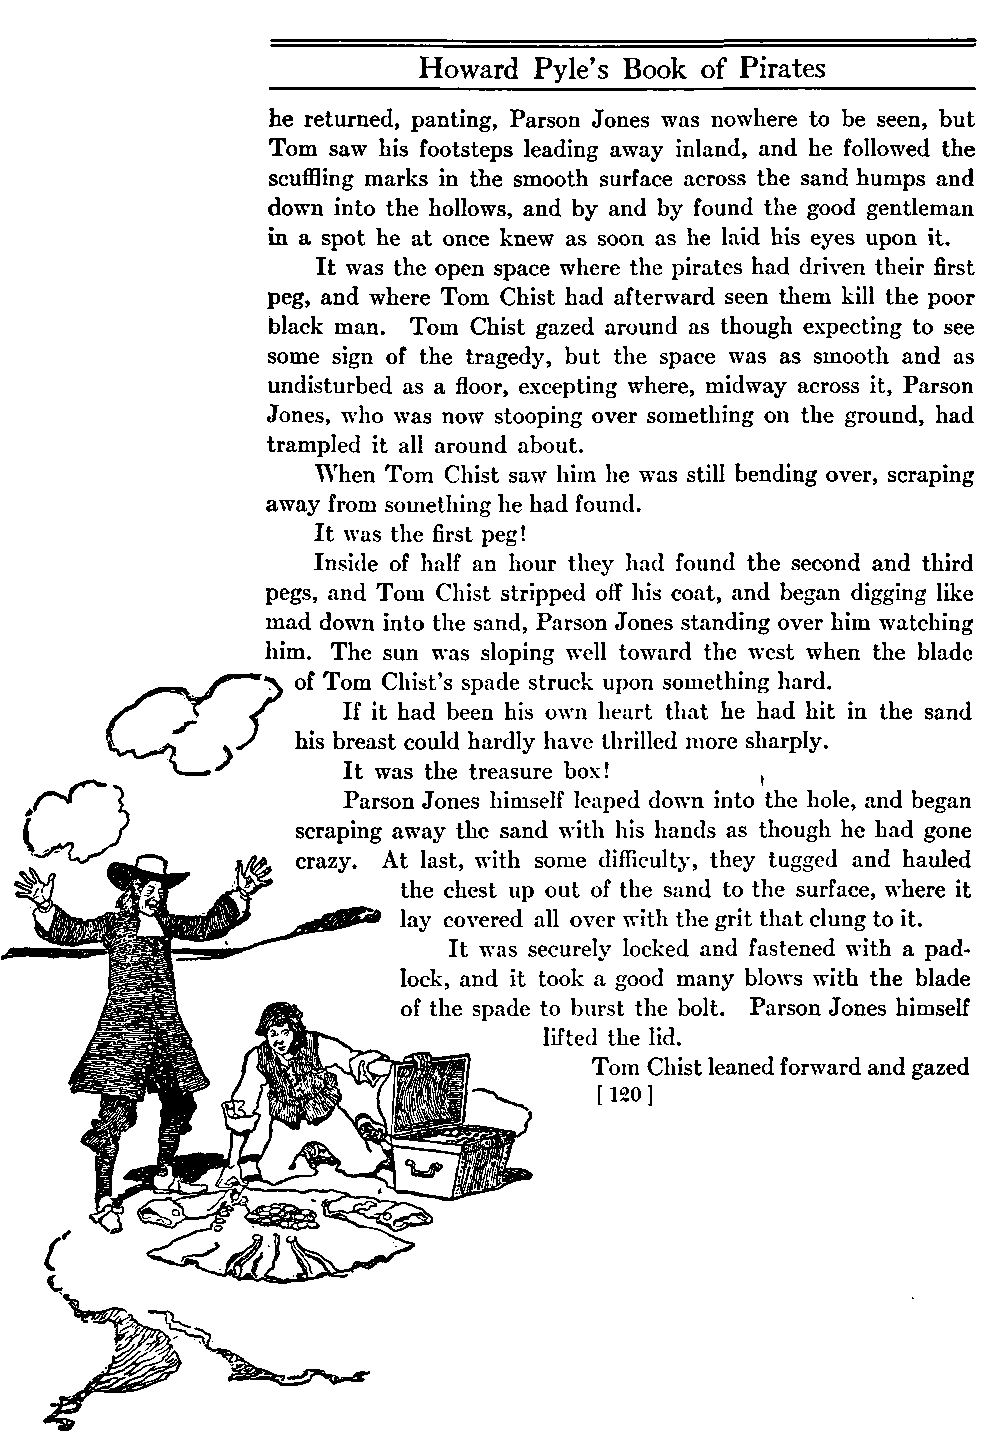 Howard Pyle's Book of Pirates
he returned, panting, Parson Jones was nowhere to be seen, but
Tom saw his footsteps leading away inland, and he followed the
scuffling marks in the smooth surface across the sand humps and
down into the hollows, and by and by found the good gentleman
in a spot he at once knew as soon as he laid his eyes upon it.
It was the open space where the pirates had driven their first
peg, and where Tom Chist had afterward seen them kill the poor
black man. Tom Chist gazed around as though expecting to see
some sign of the tragedy, but the space was as smooth and as
undisturbed as a floor, excepting where, midway across it, Parson
Jones, who was now stooping over something on the ground, had
trampled it all around about.
When Tom Chist saw him he was still bending over, scraping
away from something he had found.
It was the first peg!
Inside of half an hour they had found the second and third
pegs, and Tom Chist stripped off his coat, and began digging like
mad down into the sand, Parson Jones standing over him watching
him. The sun was sloping well toward the west when the blade
of Tom Chist's spade struck upon something hard.
If it had been his own heart that he had hit in the sand
his breast could hardly have thrilled more sharply.
It was the treasure box!
Parson Jones himself leaped down into the hole, and began
scraping away the sand with his hands as though he had gone
crazy. At last, with some difficulty, they tugged and hauled
the chest up out of the sand to the surface, where it
lay covered all over with the grit that clung to it.
It was securely locked and fastened with a pad-
lock, and it took a good many blows with the blade
of the spade to burst the bolt. Parson Jones himself
lifted the lid.
Tom Chist leaned forward and gazed
[ 120 ]